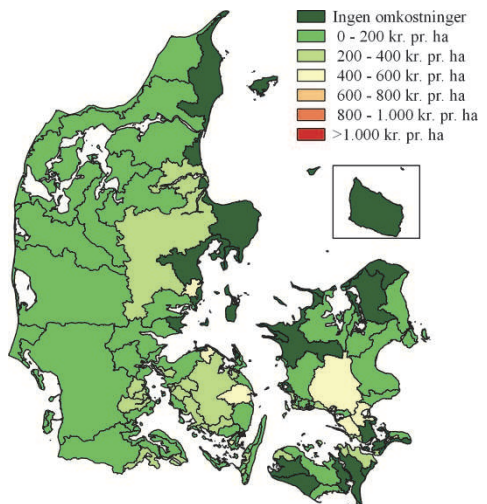 Ingen omkostninger
0 - 200 kr. pr. ha
200 - 400 kr. pr. ha
400 - 600 kr. pr. ha
600 - 800 kr. pr. ha
800 - 1.000 kr. pr. ha
>1.000 kr. pr. ha